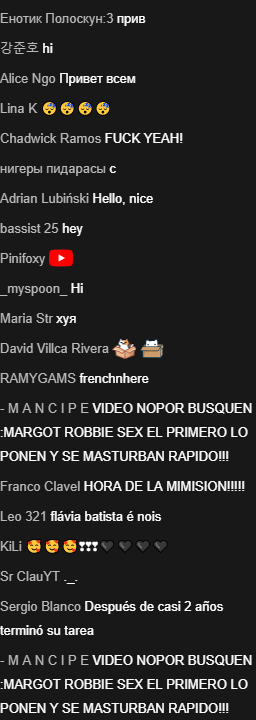 Енотик Полоскун:3 прив
강준호 hi
Alice Ngo Привет всем
Lina K 😴 😴 😴 😴
Chadwick Ramos FUCK YEAH!
нигеры пидарасы с
Adrian Lubiński Hello, nice
bassist 25 hey
Pinifoxy
_myspoon_ Hi
Maria Str хуя
David Villca Rivera
RAMYGAMS frenchnhere
- M A N C I P E VIDEO NOPOR BUSQUEN
:MARGOT ROBBIE SEX EL PRIMERO LO
PONEN Y SE MASTURBAN RAPIDO!!!
Franco Clavel HORA DE LA MIMISION!!!!!
Leo 321 flávia batista é nois
KiLi 🥰 🥰 🥰❣❣❣🖤 🖤 🖤 🖤
Sr ClauYT ._.
Sergio Blanco Después de casi 2 años
terminó su tarea
- M A N C I P E VIDEO NOPOR BUSQUEN
:MARGOT ROBBIE SEX EL PRIMERO LO
PONEN Y SE MASTURBAN RAPIDO!!!